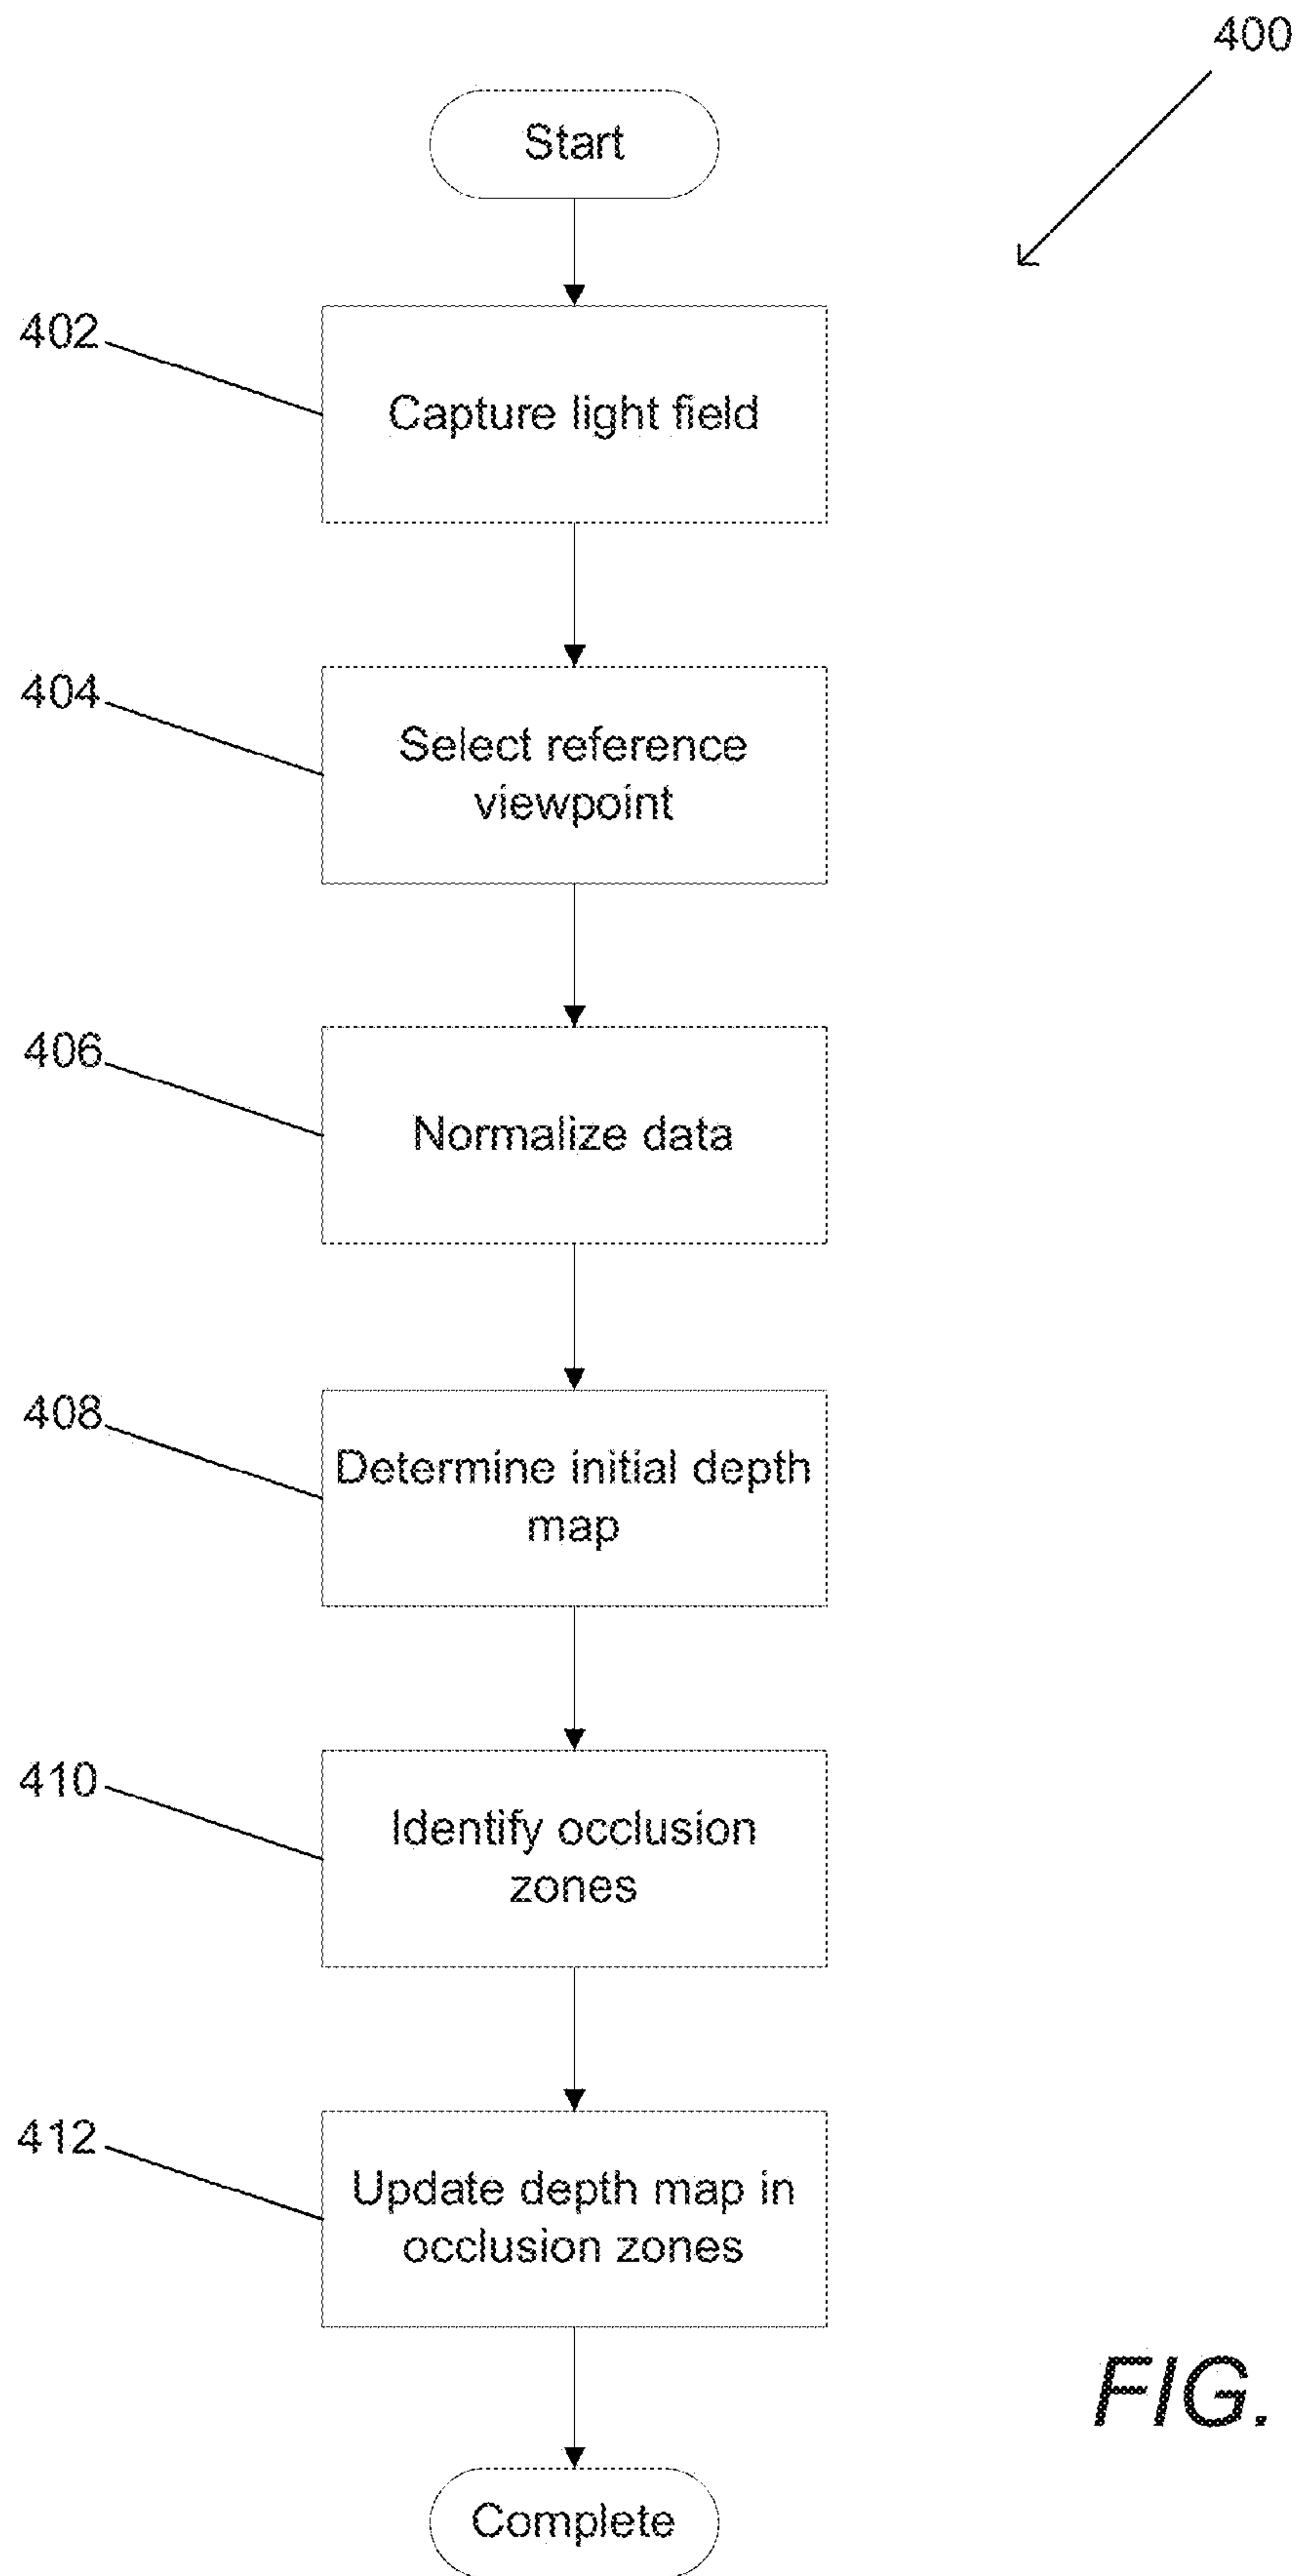 400
Start
402
Capture light field
404
Select reference
viewpoint
406
Normalize data
408
Determine initial depth
map
410
Identify occlusion
zones
412
Update depth map in
occlusion zones
FIG.
Complete